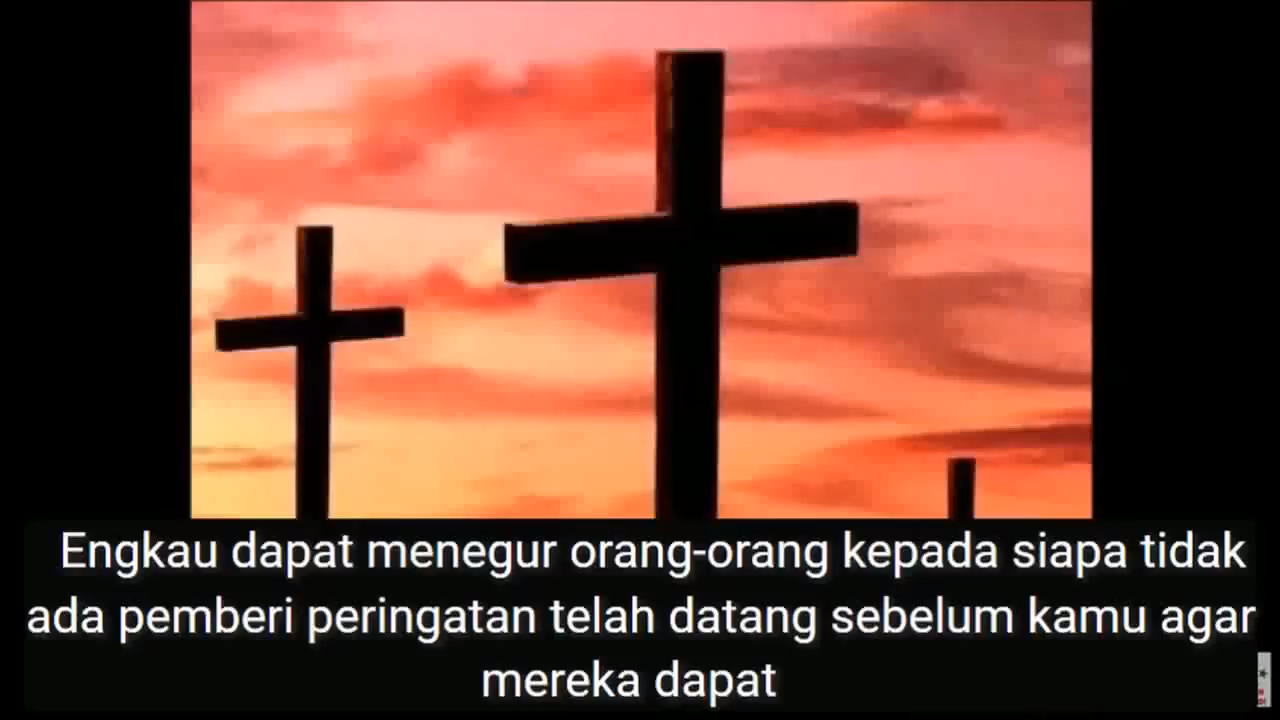 Engkau dapat menegur orang-orang kepada siapa tidak
ada pemberi peringatan telah datang sebelum kamu agar
mereka dapat